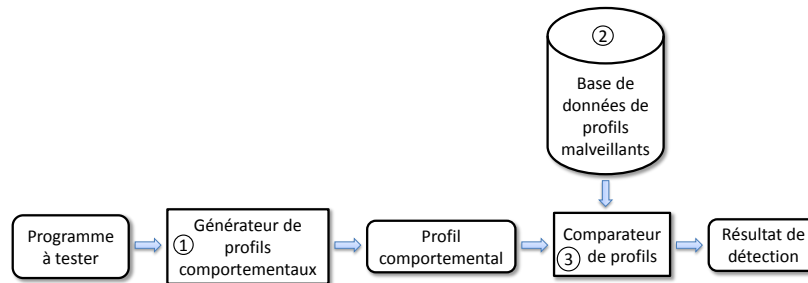 ②
Base de
données de
profils
malveillants
Programme
à tester
①
Générateur de
profils
comportementaux
Profil
comportemental
Comparateur
③ de profils
Résultat de
détection